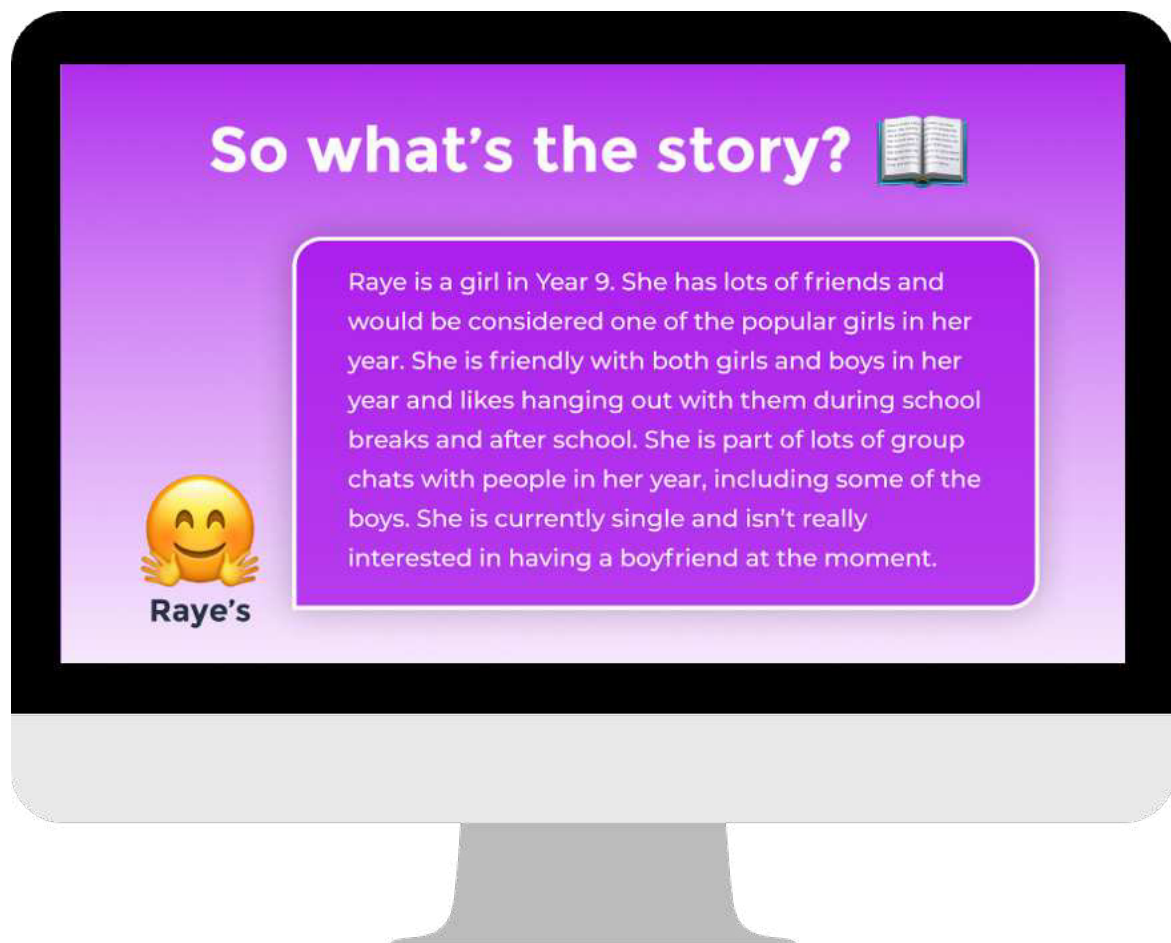 So what's the story?
Raye is a girl in Year 9. She has lots of friends and
would be considered one of the popular girls in her
year. She is friendly with both girls and boys in her
year and likes hanging out with them during school
breaks and after school. She is part of lots of group
chats with people in her year, including some of the
boys. She is currently single and isn't really
interested in having a boyfriend at the moment.
Raye's